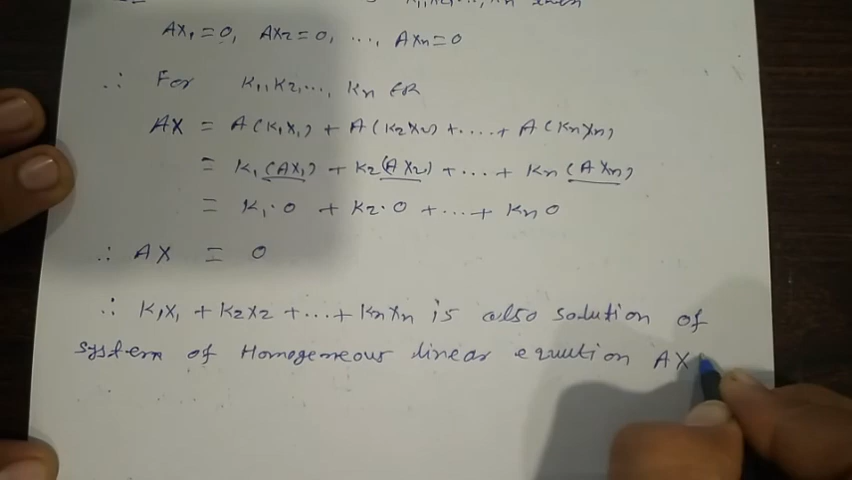 AX₁=0, AX₂=0, ..., AXn=0
∴ For K₁,K₂,..., Kn ∈R
AX = A(K₁X₁) + A(K₂X₂) +....+ A(KnXn)
= K₁(AX₁) + K₂(AX₂) +...+ Kn(AXn)
= K₁·0 + K₂·0 +...+ Kn0
∴ AX = 0
∴ K₁X₁ + K₂X₂ +...+ KnXn is also solution of
system of Homogeneous linear equation AX